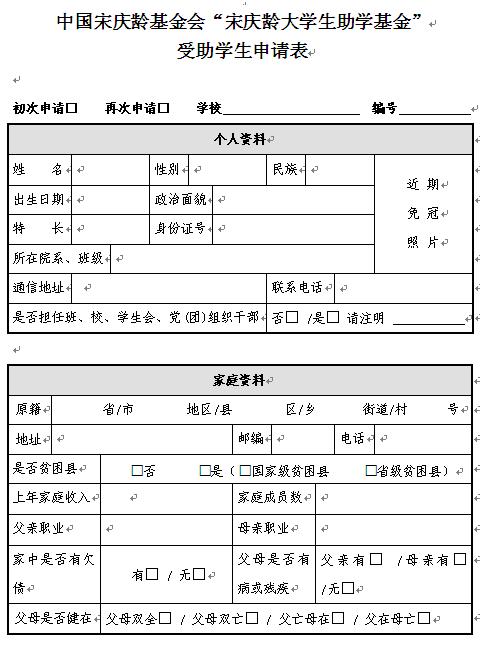 中国宋庆龄基金会“宋庆龄大学生助学基金”
受助学生申请表
初次申请□ 再次申请□ 学校____________________ 编号__________
个人资料
姓 名 性别 民族 近 期
出生日期 政治面貌 免 冠
特 长 身份证号 照 片
所在院系、班级
通信地址 联系电话
是否担任班、校、学生会、党(团)组织干部 否□ /是□ 请注明 __________
家庭资料
原籍 省/市 地区/县 区/乡 街道/村 号
地址 邮编 电话
是否贫困县 □否 □是（□国家级贫困县 □省级贫困县）
上年家庭收入 家庭成员数
父亲职业 母亲职业
家中是否有欠债 有□ / 无□ 父母是否有病或残疾 父亲有□ /母亲有□ /无□
父母是否健在 父母双全□ / 父母双亡□ / 父亡母在□ / 父在母亡□